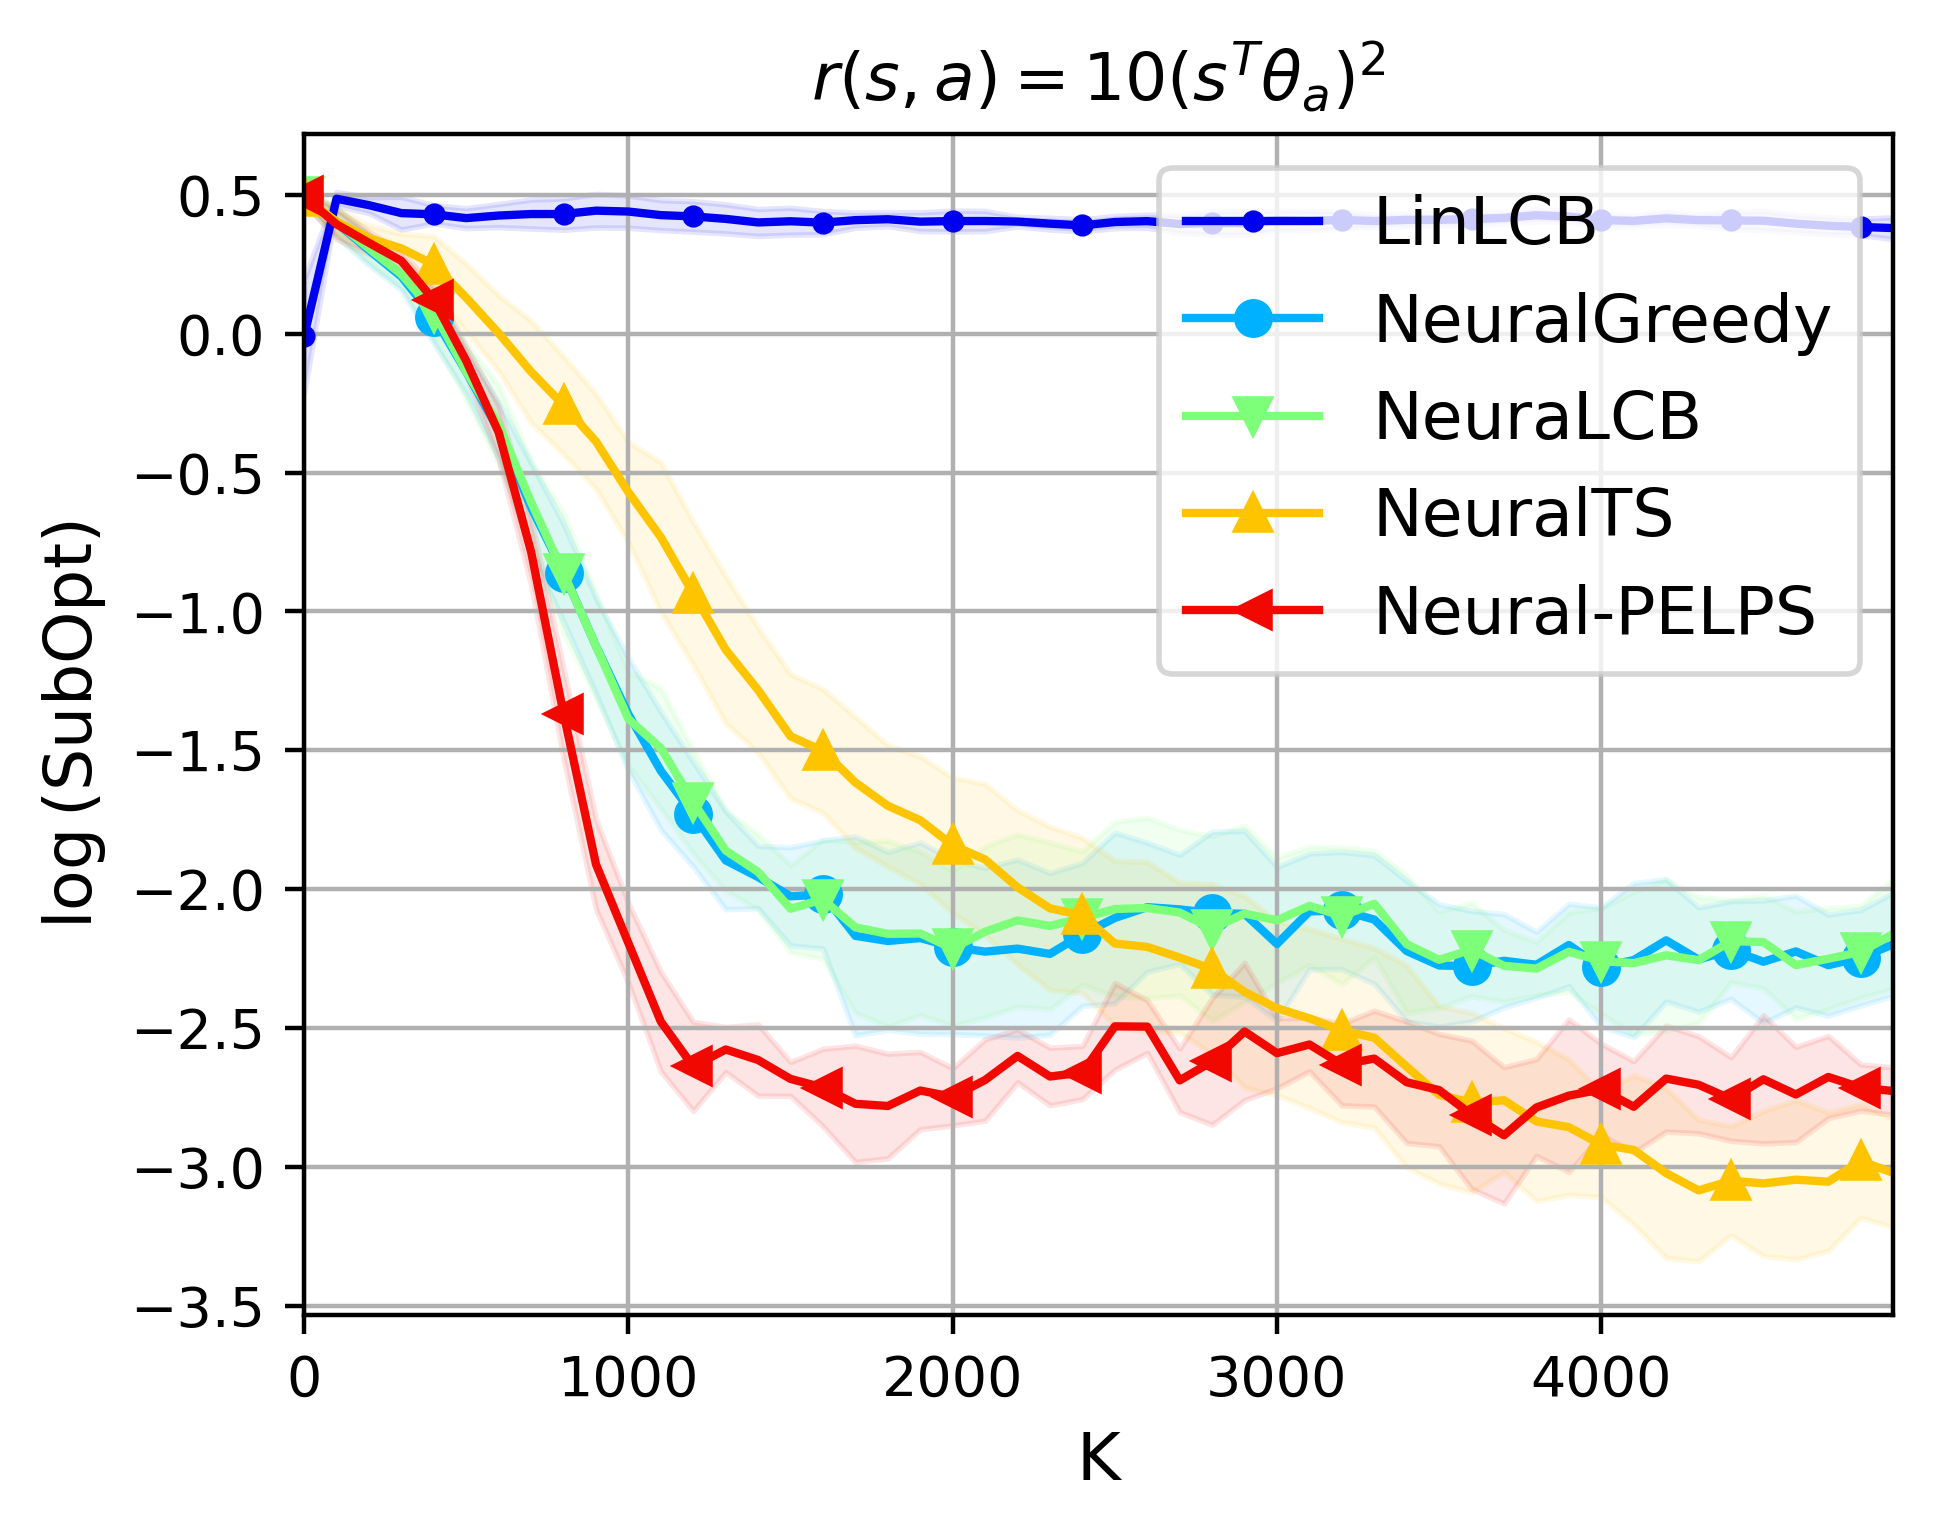 r(s, a) = 10(s^T θ_a)^2
log (SubOpt)
0.5
0.0
−0.5
−1.0
−1.5
−2.0
−2.5
−3.0
−3.5
LinLCB
NeuralGreedy
NeuraLCB
NeuralTS
Neural-PELPS
0 1000 2000 3000 4000
K